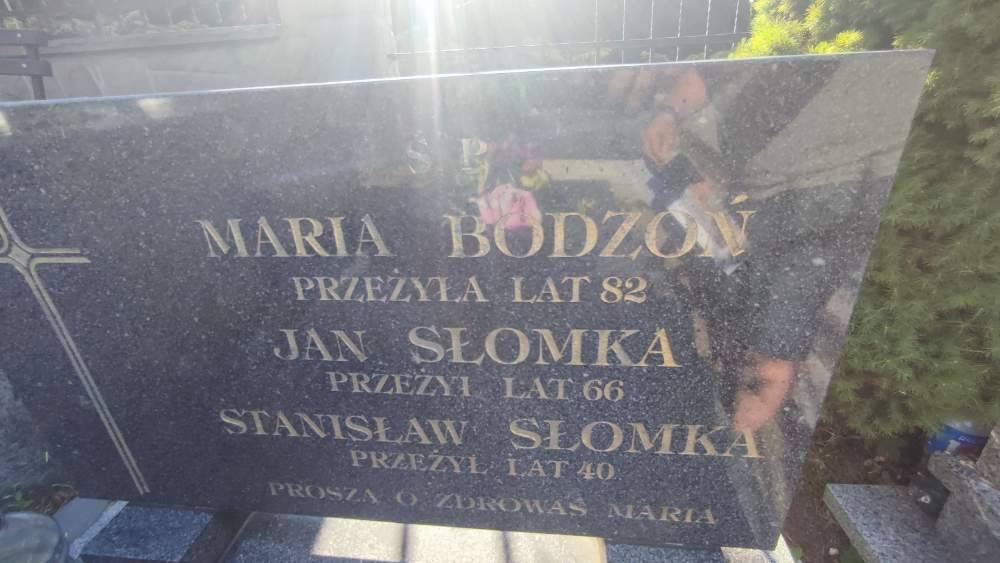 Ś P
MARIA BODZOŃ
PRZEŻYŁA LAT 82
JAN SŁOMKA
PRZEŻYŁ LAT 66
STANISŁAW SŁOMKA
PRZEŻYŁ LAT 40
PROSZĄ O ZDROWAŚ MARIA